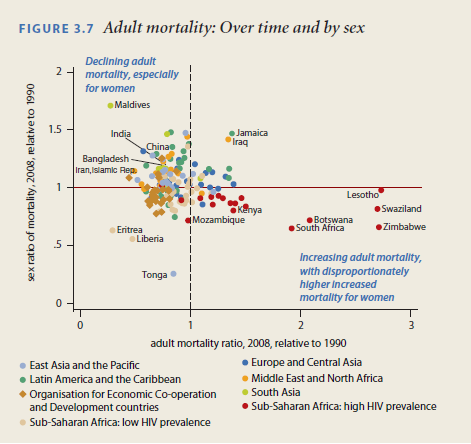 FIGURE 3.7 Adult mortality: Over time and by sex
Declining adult
mortality, especially
for women
sex ratio of mortality, 2008, relative to 1990
2
1.5
1
.5
0
Maldives
India
China
Bangladesh
Iran,Islamic Rep.
Jamaica
Iraq
Lesotho
Kenya
Swaziland
Mozambique
Botswana
South Africa
Zimbabwe
Eritrea
Liberia
Tonga
Increasing adult mortality,
with disproportionately
higher increased
mortality for women
0 1 2 3
adult mortality ratio, 2008, relative to 1990
East Asia and the Pacific
Latin America and the Caribbean
Organisation for Economic Co-operation
and Development countries
Sub-Saharan Africa: low HIV prevalence
Europe and Central Asia
Middle East and North Africa
South Asia
Sub-Saharan Africa: high HIV prevalence